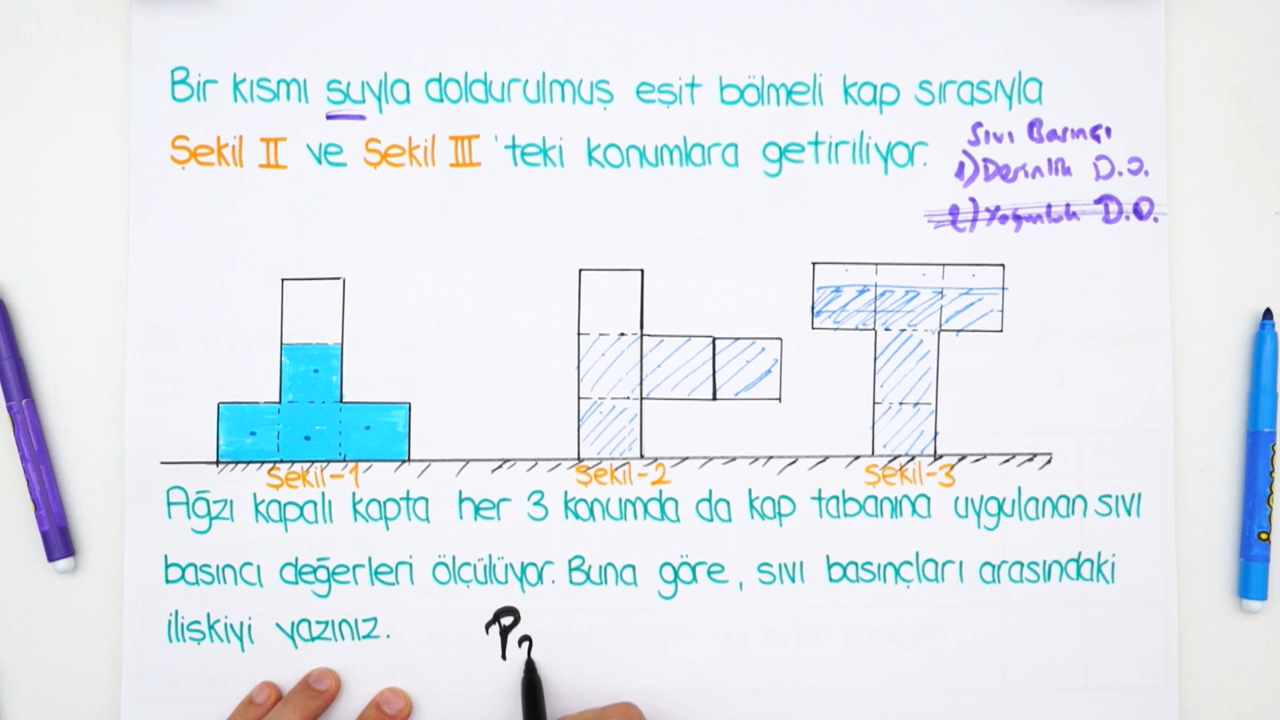 Bir kısmı suyla doldurulmuş eşit bölmeli kap sırasıyla
Şekil II ve Şekil III 'teki konumlara getiriliyor.
Sıvı Basıncı
1) Derinlik D.O.
2) Yoğunluk D.O.
Şekil-1
Şekil-2
Şekil-3
Ağzı kapalı kapta her 3 konumda da kap tabanına uygulanan sıvı
basıncı değerleri ölçülüyor. Buna göre, sıvı basınçları arasındaki
ilişkiyi yazınız.
P